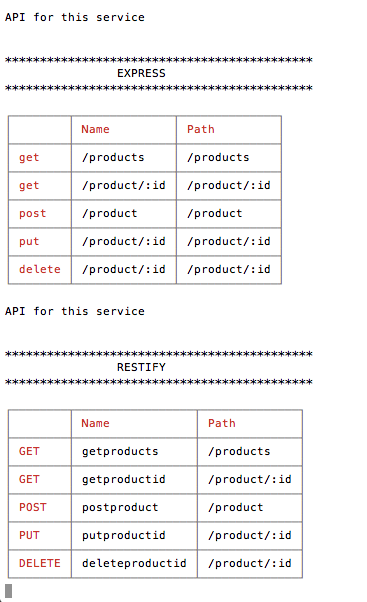 API for this service
********************************************
EXPRESS
********************************************
Name Path
get /products /products
get /product/:id /product/:id
post /product /product
put /product/:id /product/:id
delete /product/:id /product/:id
API for this service
********************************************
RESTIFY
********************************************
Name Path
GET getproducts /products
GET getproductid /product/:id
POST postproduct /product
PUT putproductid /product/:id
DELETE deleteproductid /product/:id